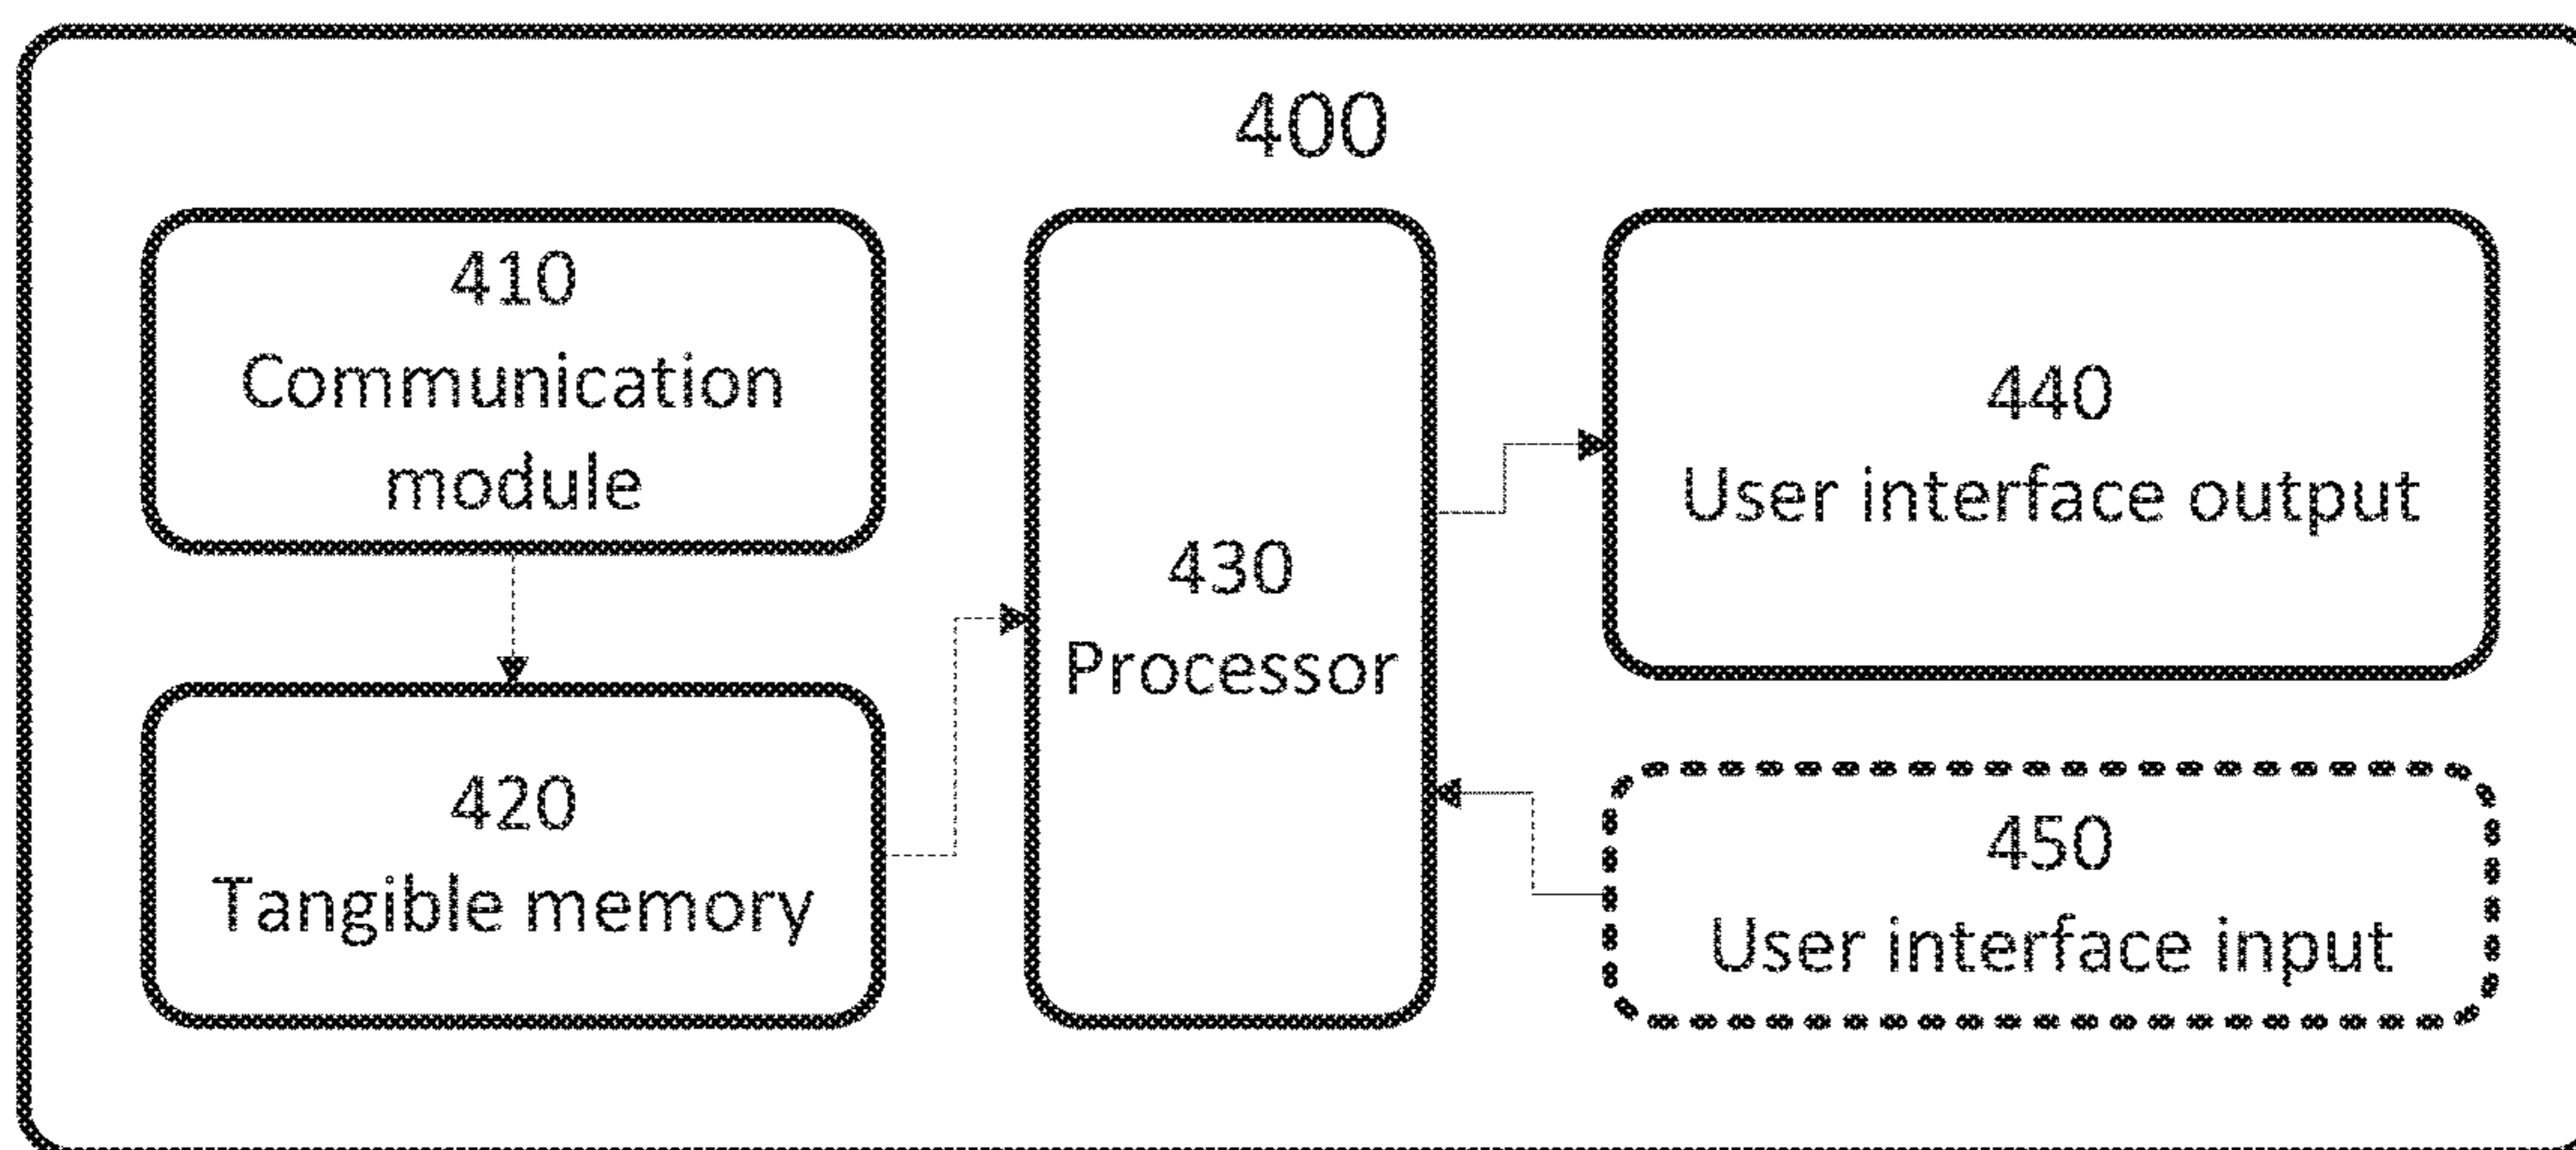 400
410
Communication
module
420
Tangible memory
430
Processor
440
User interface output
450
User interface input